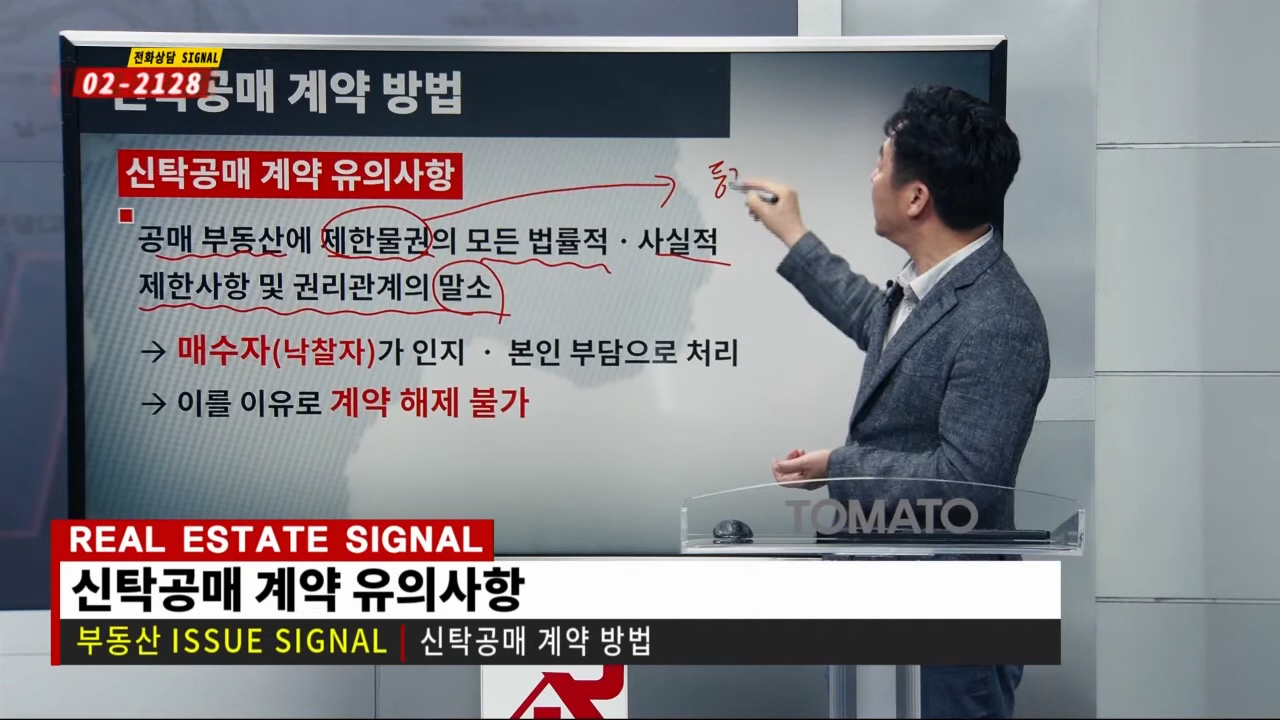 전화상담 SIGNAL
02-2128
신탁공매 계약 방법
신탁공매 계약 유의사항
공매 부동산에 제한물권의 모든 법률적 · 사실적
제한사항 및 권리관계의 말소
→ 매수자(낙찰자)가 인지 · 본인 부담으로 처리
→ 이를 이유로 계약 해제 불가
TOMATO
REAL ESTATE SIGNAL
신탁공매 계약 유의사항
부동산 ISSUE SIGNAL | 신탁공매 계약 방법